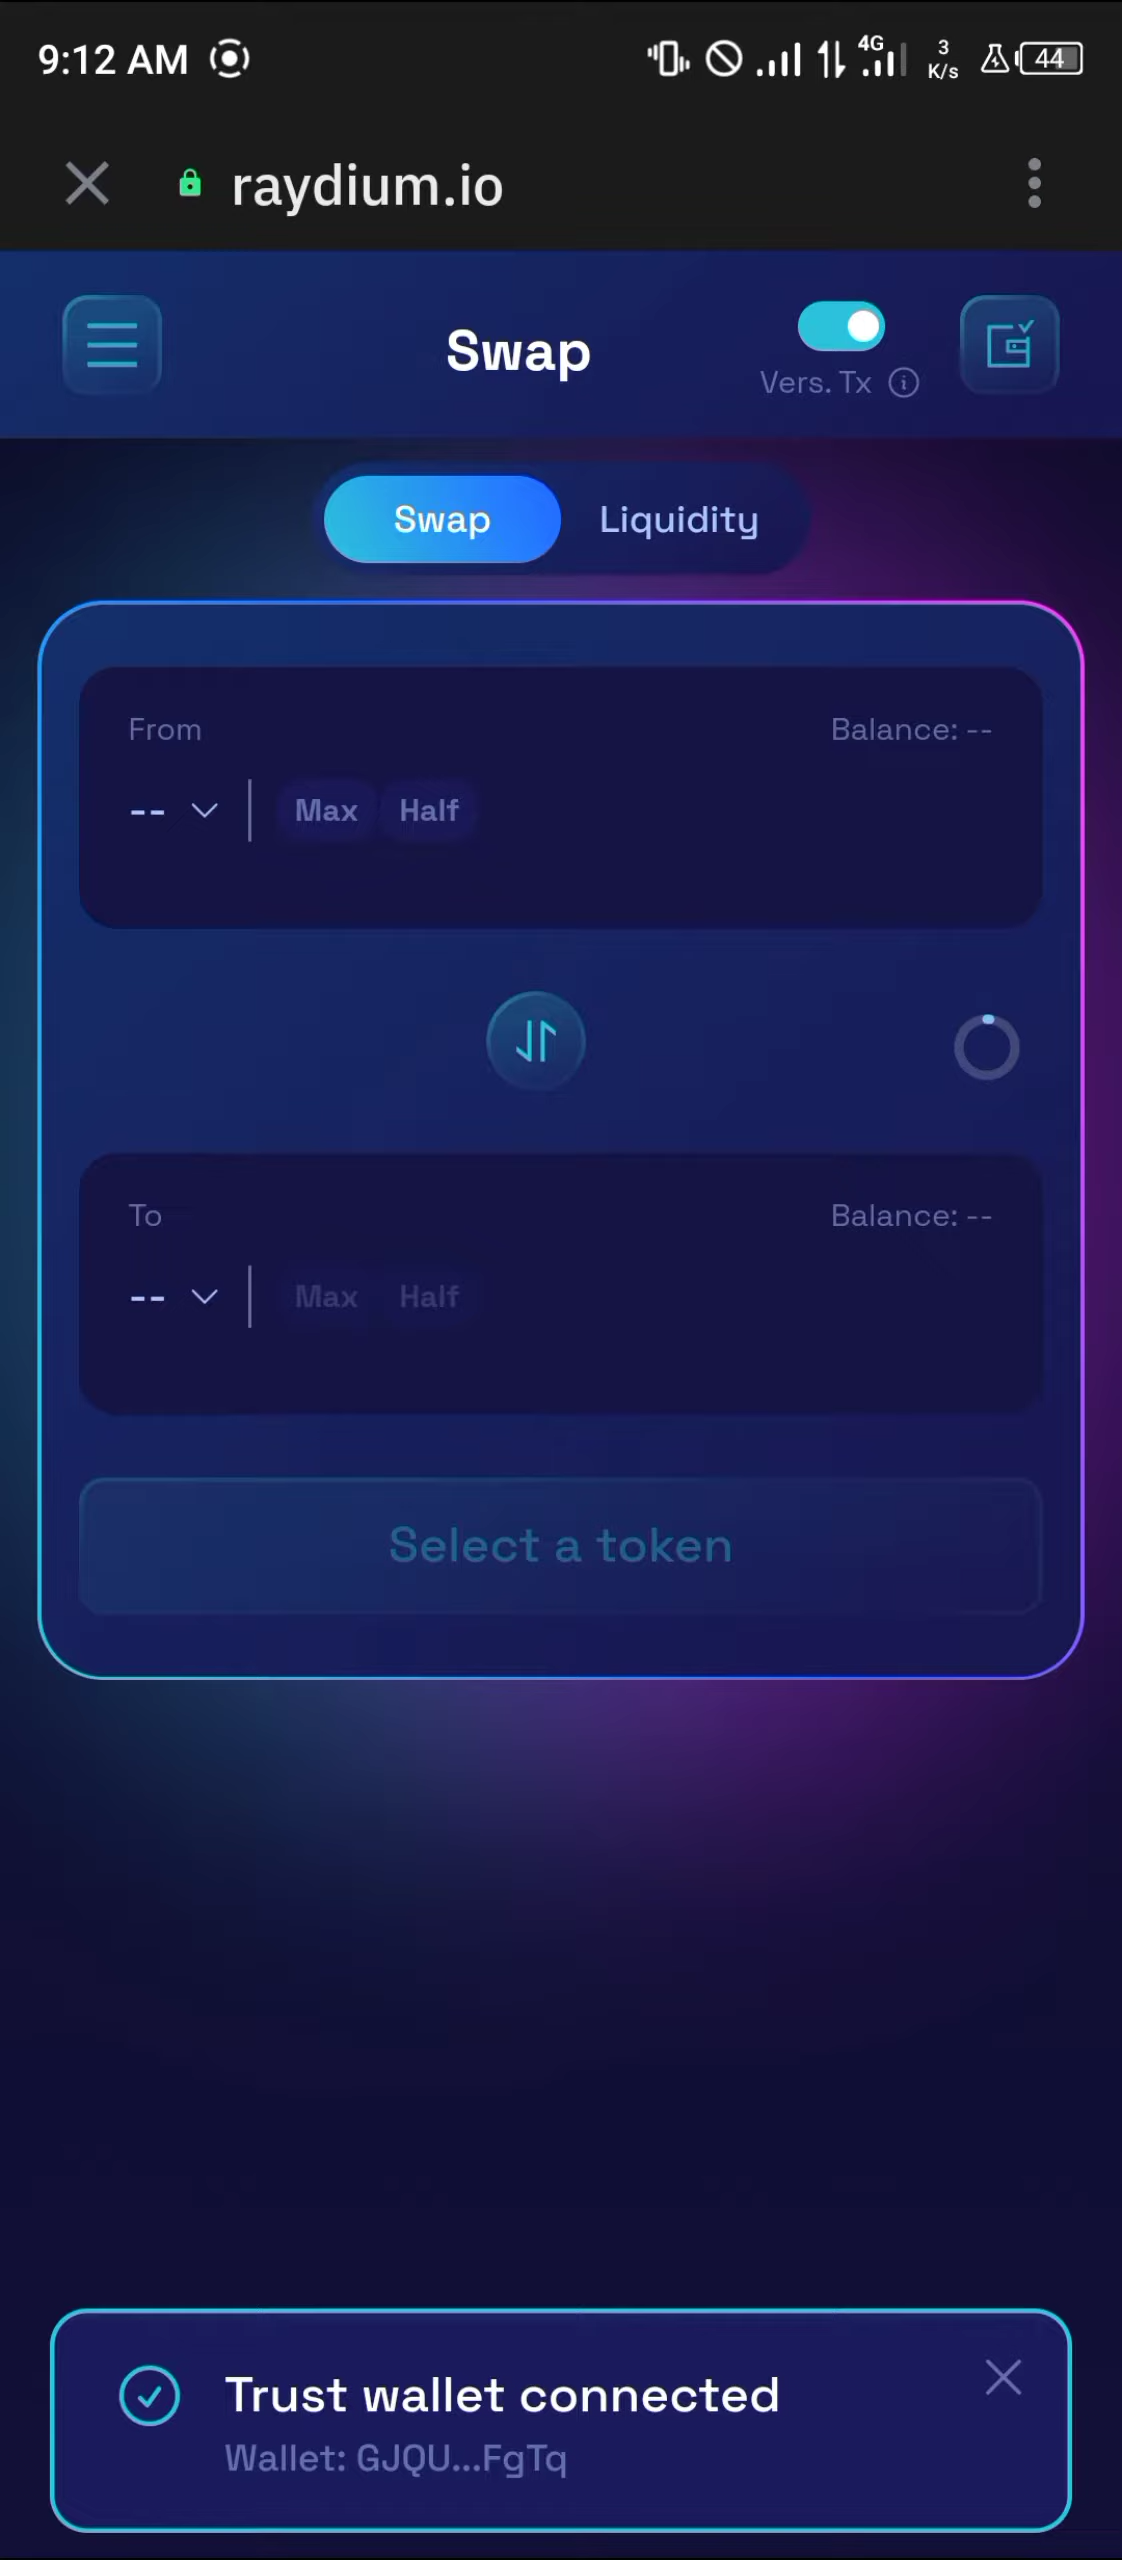 9:12 AM
4G
3
K/s
44
raydium.io
Swap
Vers. Tx
Swap
Liquidity
From
Balance: --
--
Max
Half
To
Balance: --
--
Max
Half
Select a token
Trust wallet connected
Wallet: GJQU...FgTq